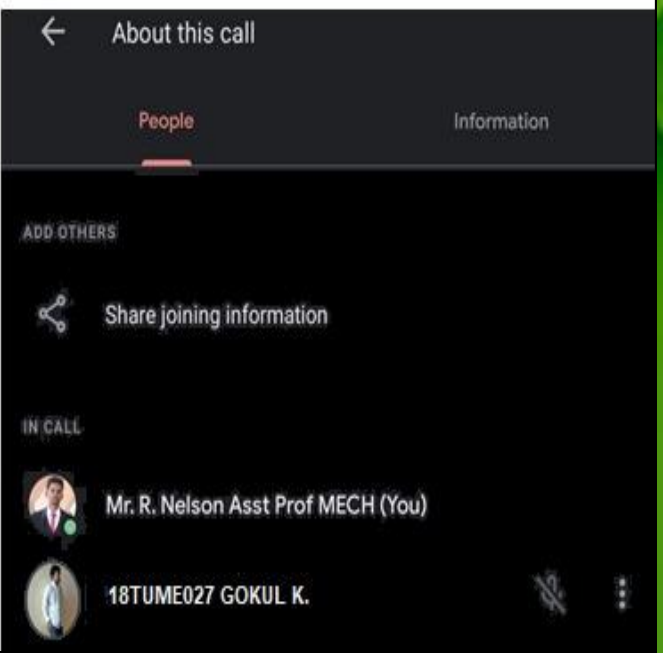 About this call
People Information
ADD OTHERS
Share joining information
IN CALL
Mr. R. Nelson Asst Prof MECH (You)
18TUME027 GOKUL K.